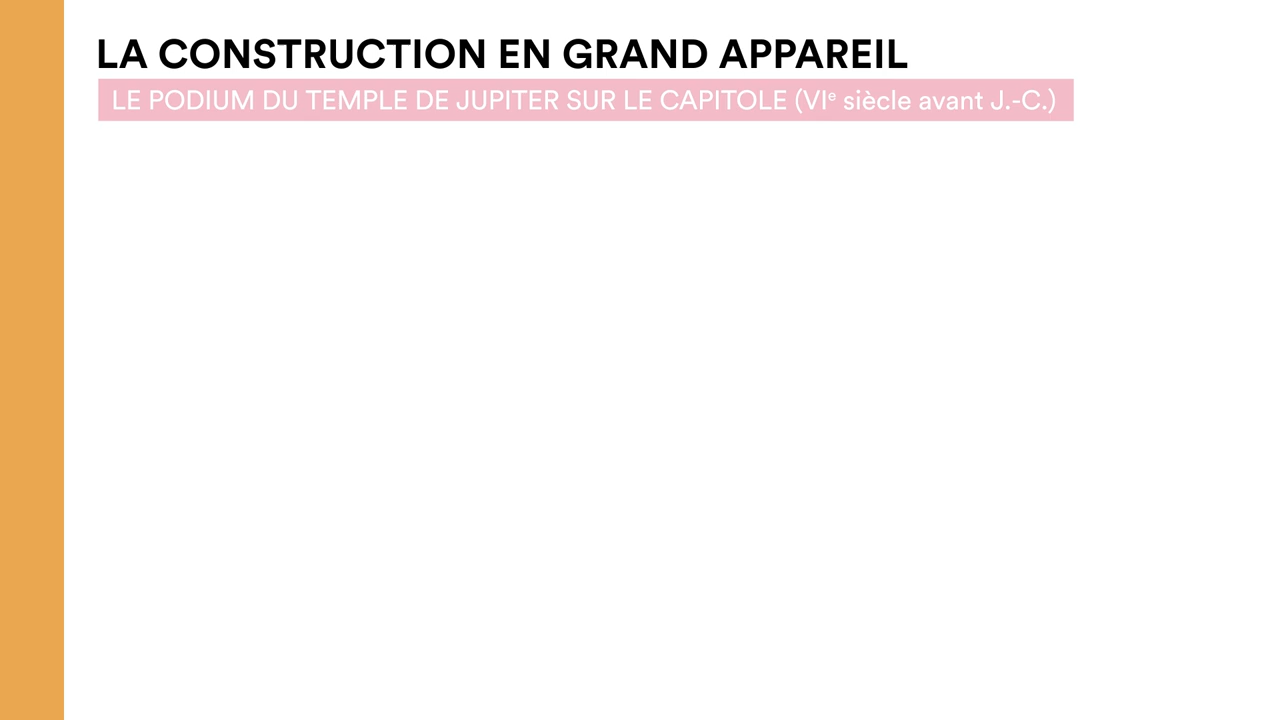 LA CONSTRUCTION EN GRAND APPAREIL
LE PODIUM DU TEMPLE DE JUPITER SUR LE CAPITOLE (VIᵉ siècle avant J.-C.)